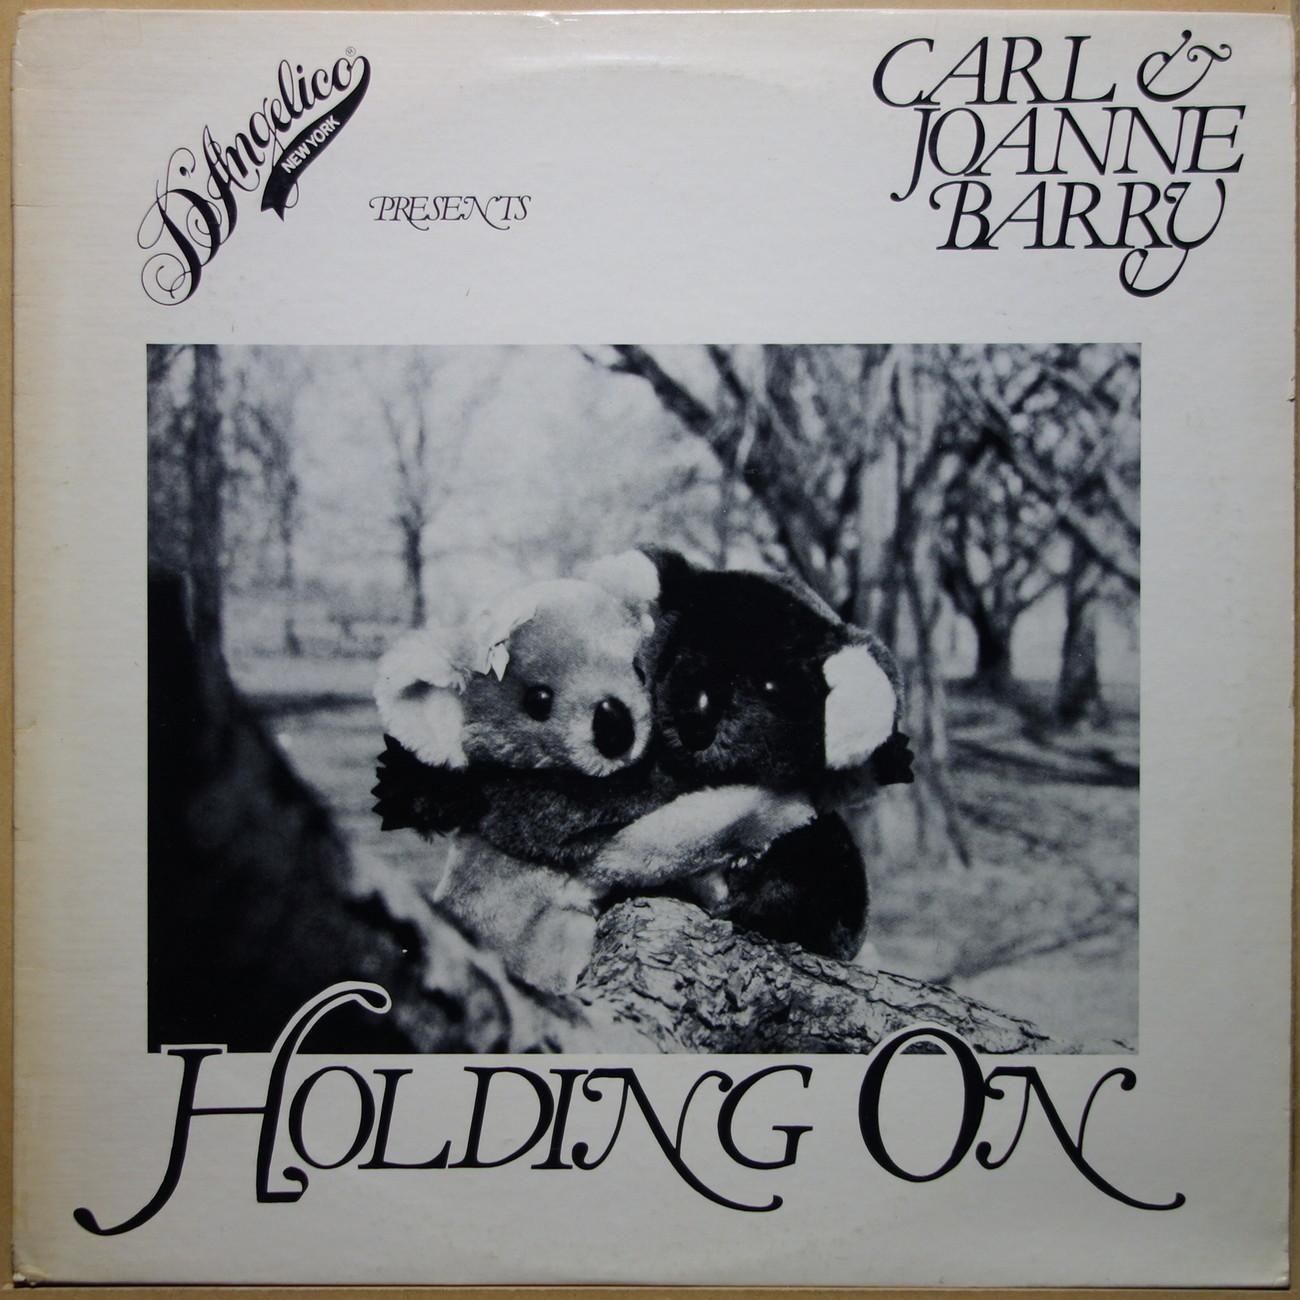 D'Angelico®
NEW YORK
PRESENTS
CARL &
JOANNE
BARRY
HOLDING ON